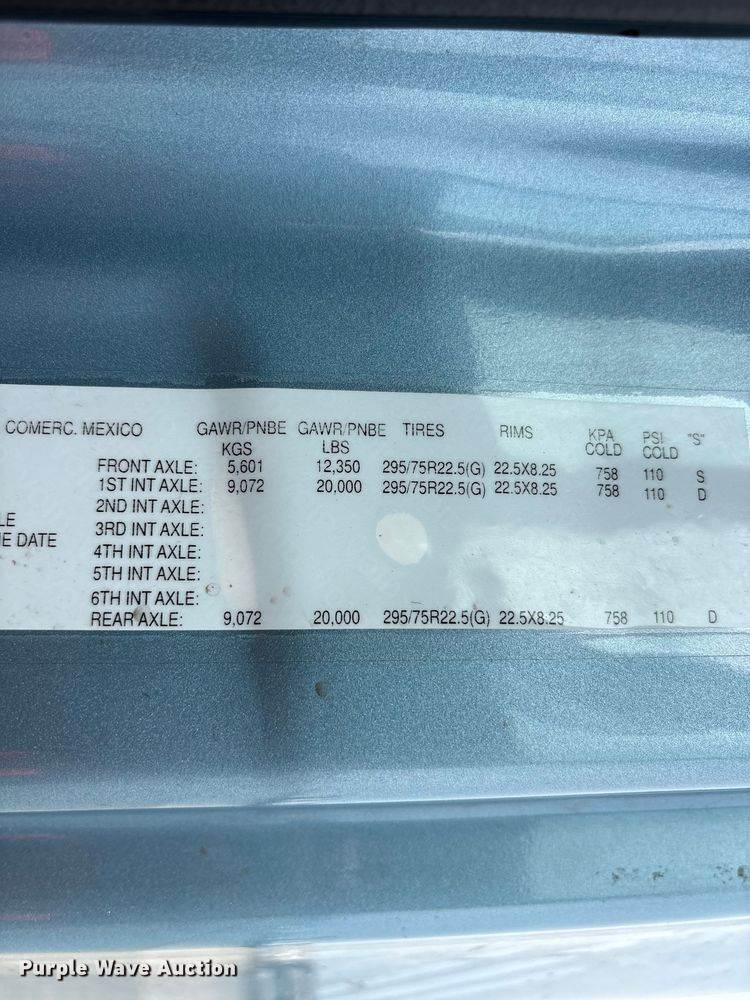 COMERC. MEXICO GAWR/PNBE GAWR/PNBE TIRES RIMS KPA PSI "S"
KGS LBS COLD COLD
FRONT AXLE: 5,601 12,350 295/75R22.5(G) 22.5X8.25 758 110 S
1ST INT AXLE: 9,072 20,000 295/75R22.5(G) 22.5X8.25 758 110 D
2ND INT AXLE:
LE 3RD INT AXLE:
E DATE 4TH INT AXLE:
5TH INT AXLE:
6TH INT AXLE:
REAR AXLE: 9,072 20,000 295/75R22.5(G) 22.5X8.25 758 110 D
Purple Wave Auction